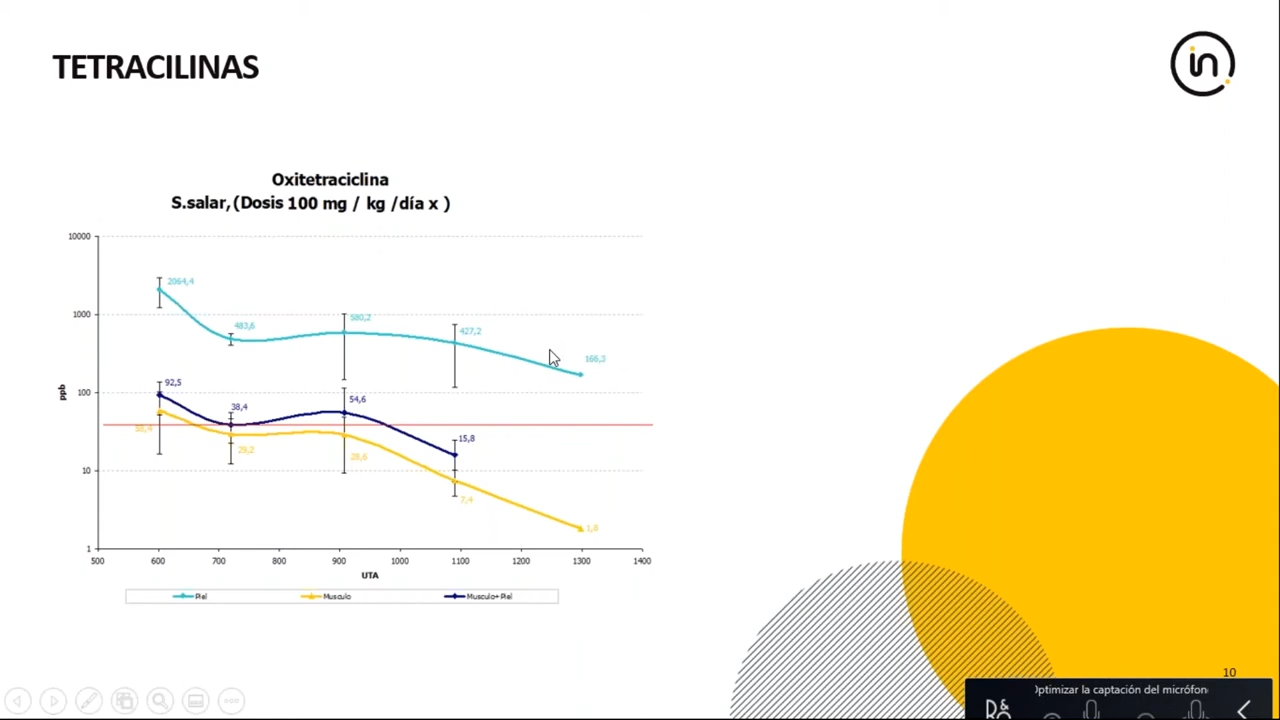 TETRACILINAS
in
Oxitetraciclina
S.salar, (Dosis 100 mg / kg /día x )
10000
1000
100
10
1
ppb
2064,4
483,6
580,2
427,2
166,3
92,5
38,4
54,6
15,8
29,2
28,6
7,4
1,8
500 600 700 800 900 1000 1100 1200 1300 1400
UTA
Piel Musculo Musculo+Piel
10
Optimizar la captación del micrófon